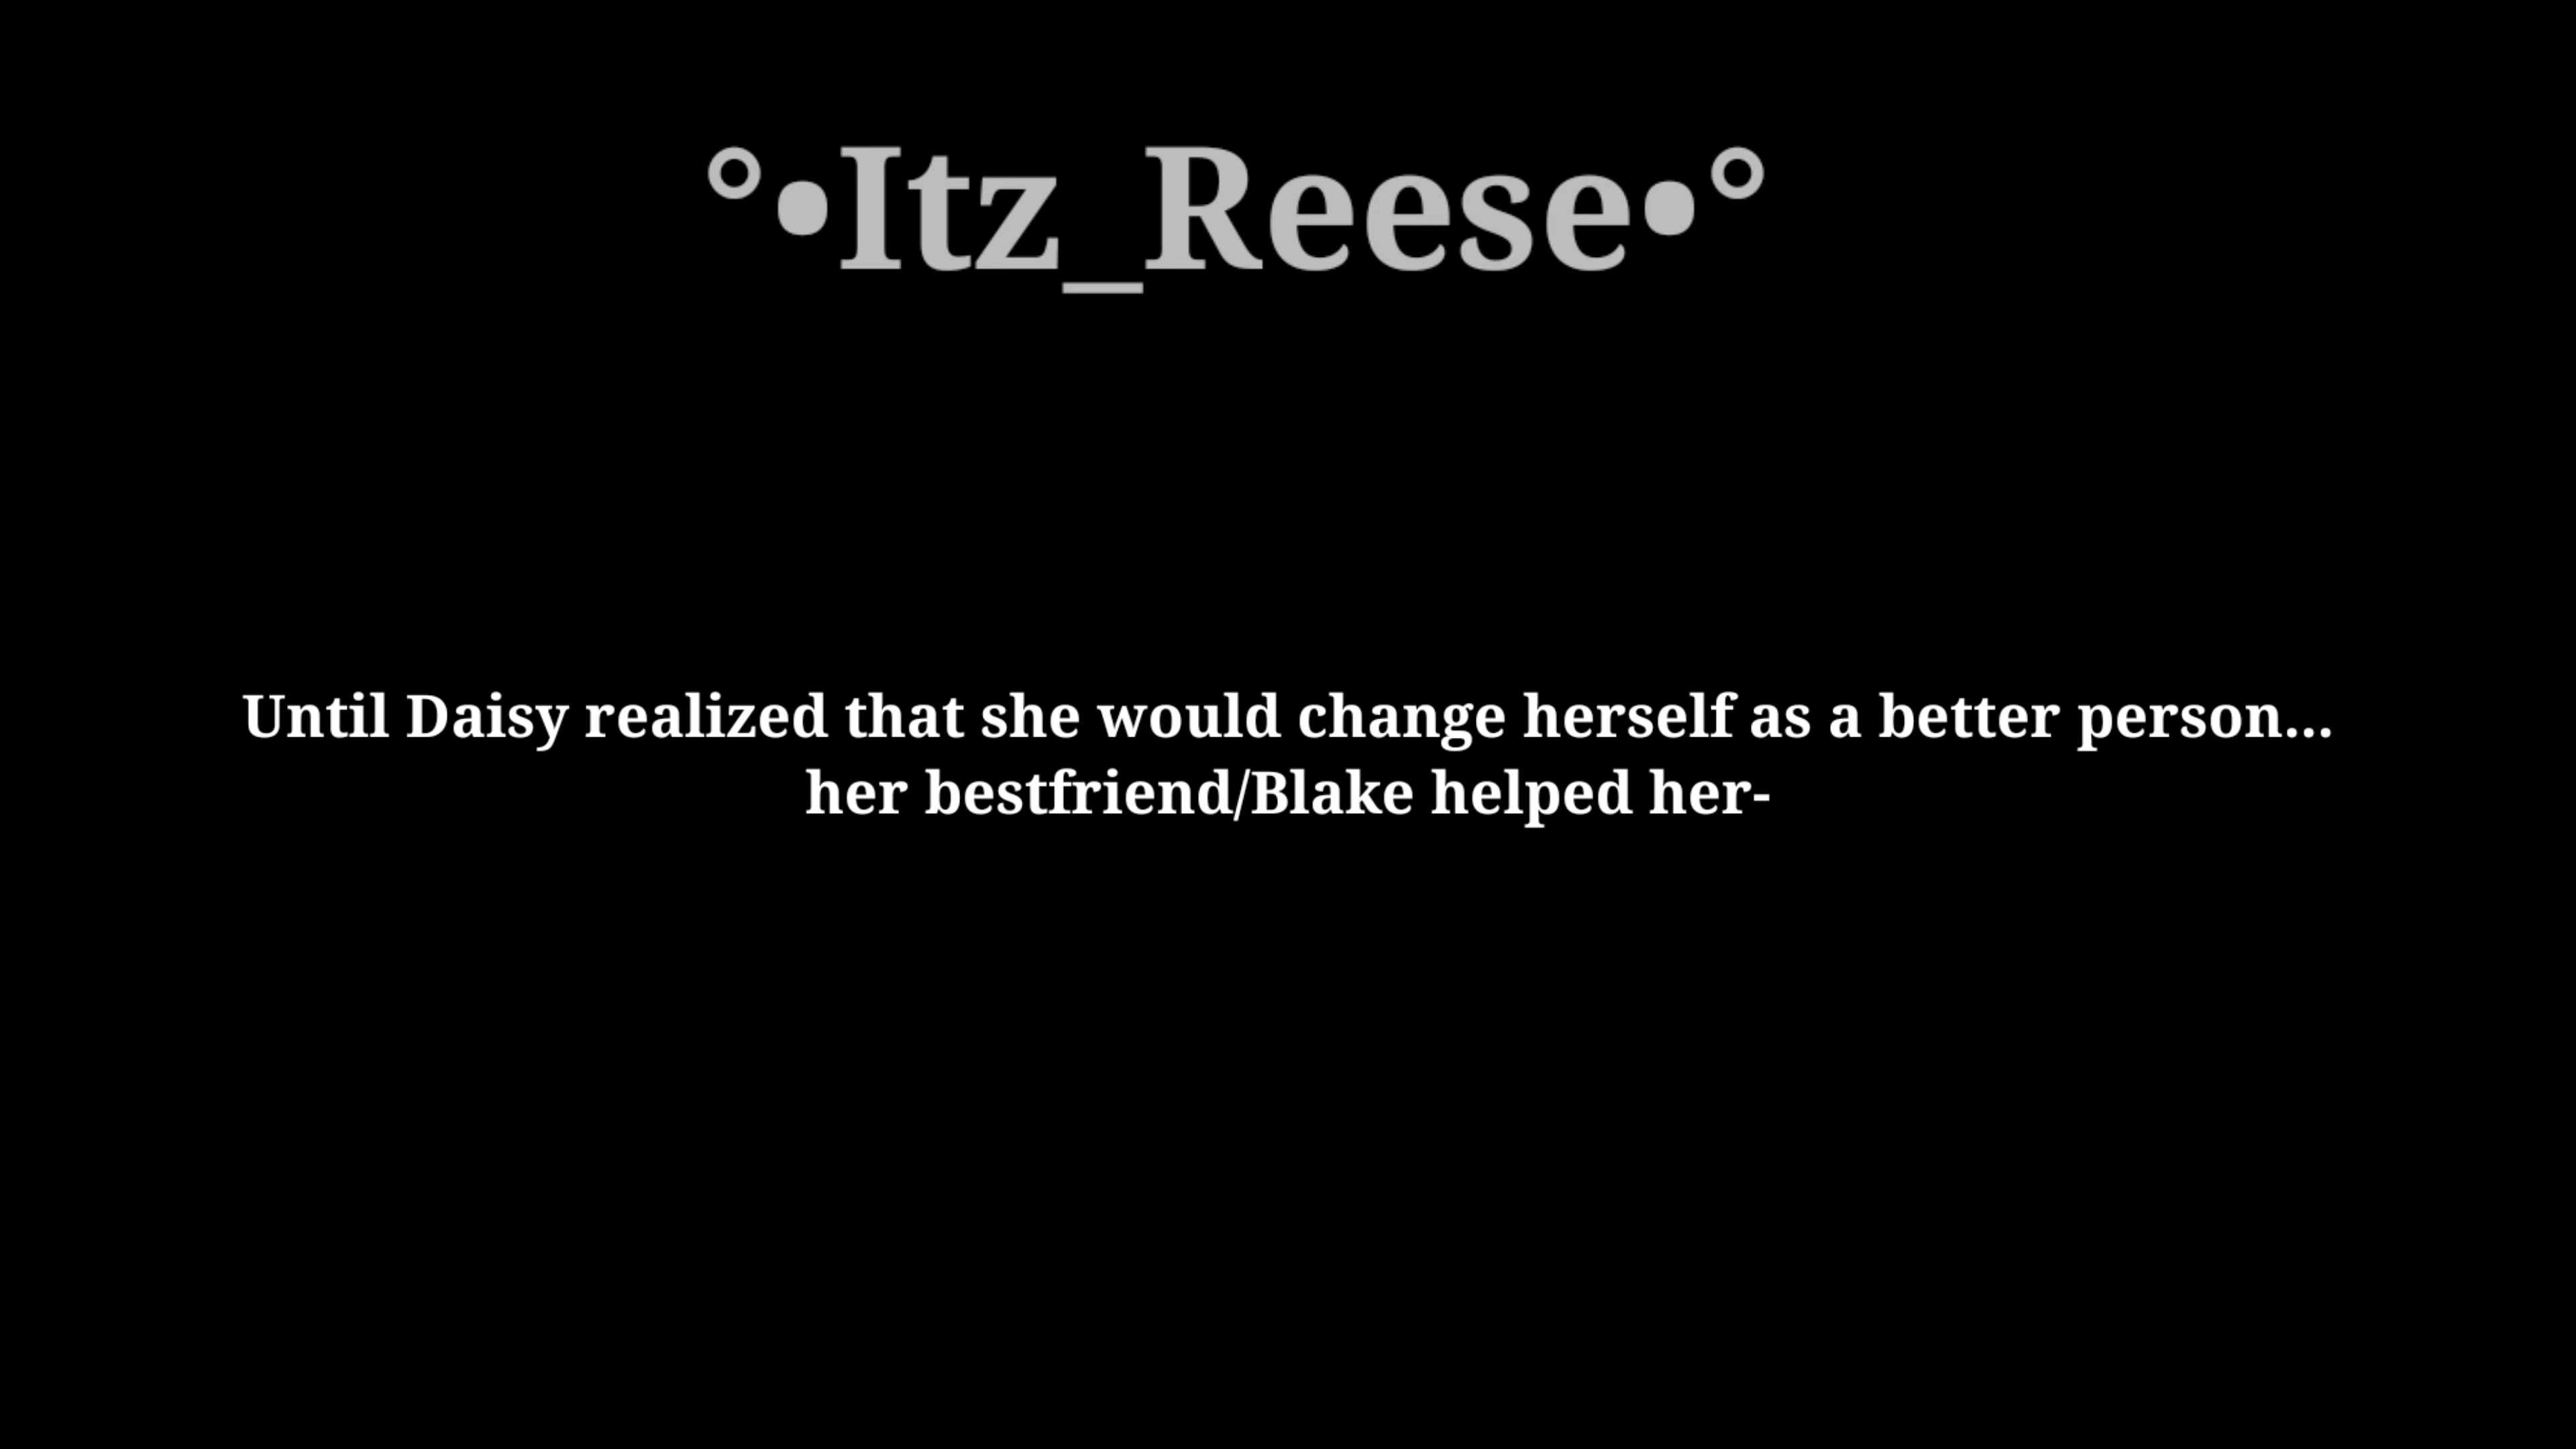 °•Itz_Reese•°
Until Daisy realized that she would change herself as a better person...
her bestfriend/Blake helped her-